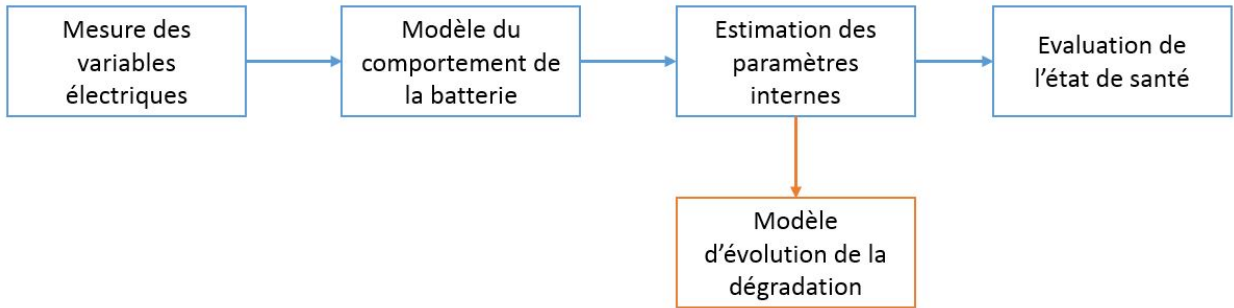 Mesure des
variables
électriques
Modèle du
comportement de
la batterie
Estimation des
paramètres
internes
Evaluation de
l’état de santé
Modèle
d’évolution de la
dégradation